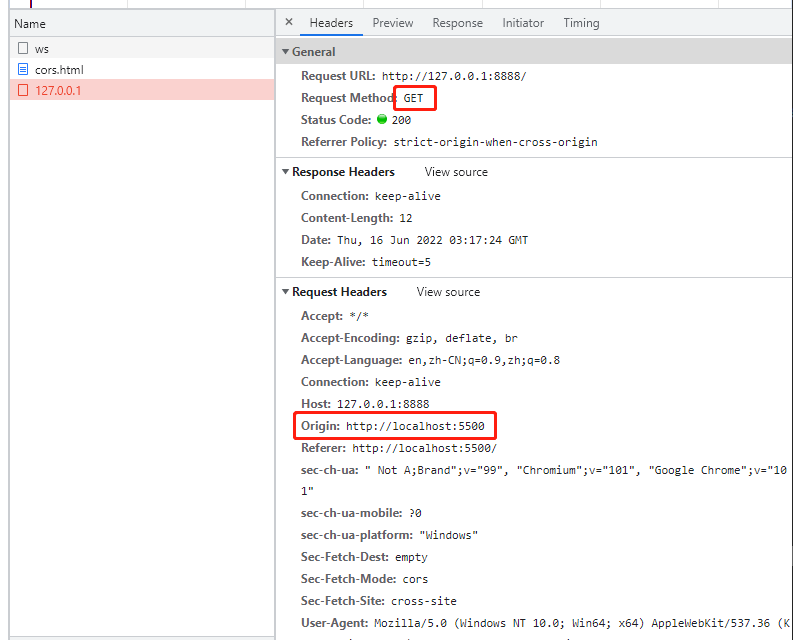 Name
ws
cors.html
127.0.0.1
× Headers Preview Response Initiator Timing
General
Request URL: http://127.0.0.1:8888/
Request Method: GET
Status Code: 200
Referrer Policy: strict-origin-when-cross-origin
Response Headers View source
Connection: keep-alive
Content-Length: 12
Date: Thu, 16 Jun 2022 03:17:24 GMT
Keep-Alive: timeout=5
Request Headers View source
Accept: */*
Accept-Encoding: gzip, deflate, br
Accept-Language: en,zh-CN;q=0.9,zh;q=0.8
Connection: keep-alive
Host: 127.0.0.1:8888
Origin: http://localhost:5500
Referer: http://localhost:5500/
sec-ch-ua: " Not A;Brand";v="99", "Chromium";v="101", "Google Chrome";v="10
1"
sec-ch-ua-mobile: ?0
sec-ch-ua-platform: "Windows"
Sec-Fetch-Dest: empty
Sec-Fetch-Mode: cors
Sec-Fetch-Site: cross-site
User-Agent: Mozilla/5.0 (Windows NT 10.0; Win64; x64) AppleWebKit/537.36 (K